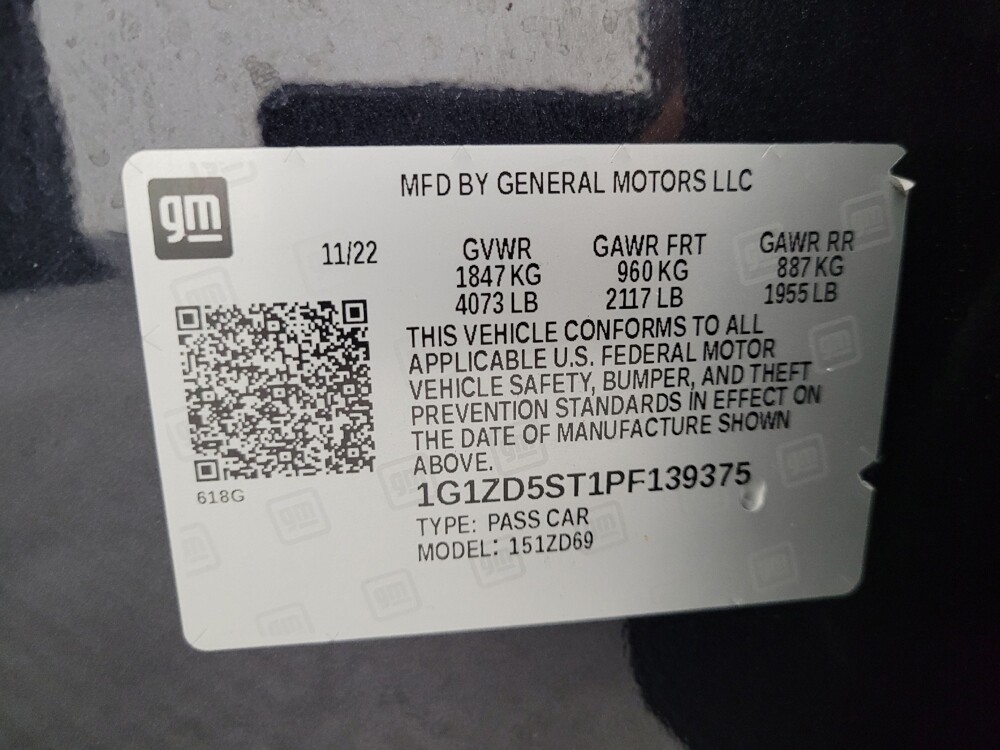 gm
MFD BY GENERAL MOTORS LLC
11/22 GVWR GAWR FRT GAWR RR
1847 KG 960 KG 887 KG
4073 LB 2117 LB 1955 LB
THIS VEHICLE CONFORMS TO ALL
APPLICABLE U.S. FEDERAL MOTOR
VEHICLE SAFETY, BUMPER, AND THEFT
PREVENTION STANDARDS IN EFFECT ON
THE DATE OF MANUFACTURE SHOWN
ABOVE.
618G
1G1ZD5ST1PF139375
TYPE: PASS CAR
MODEL: 151ZD69